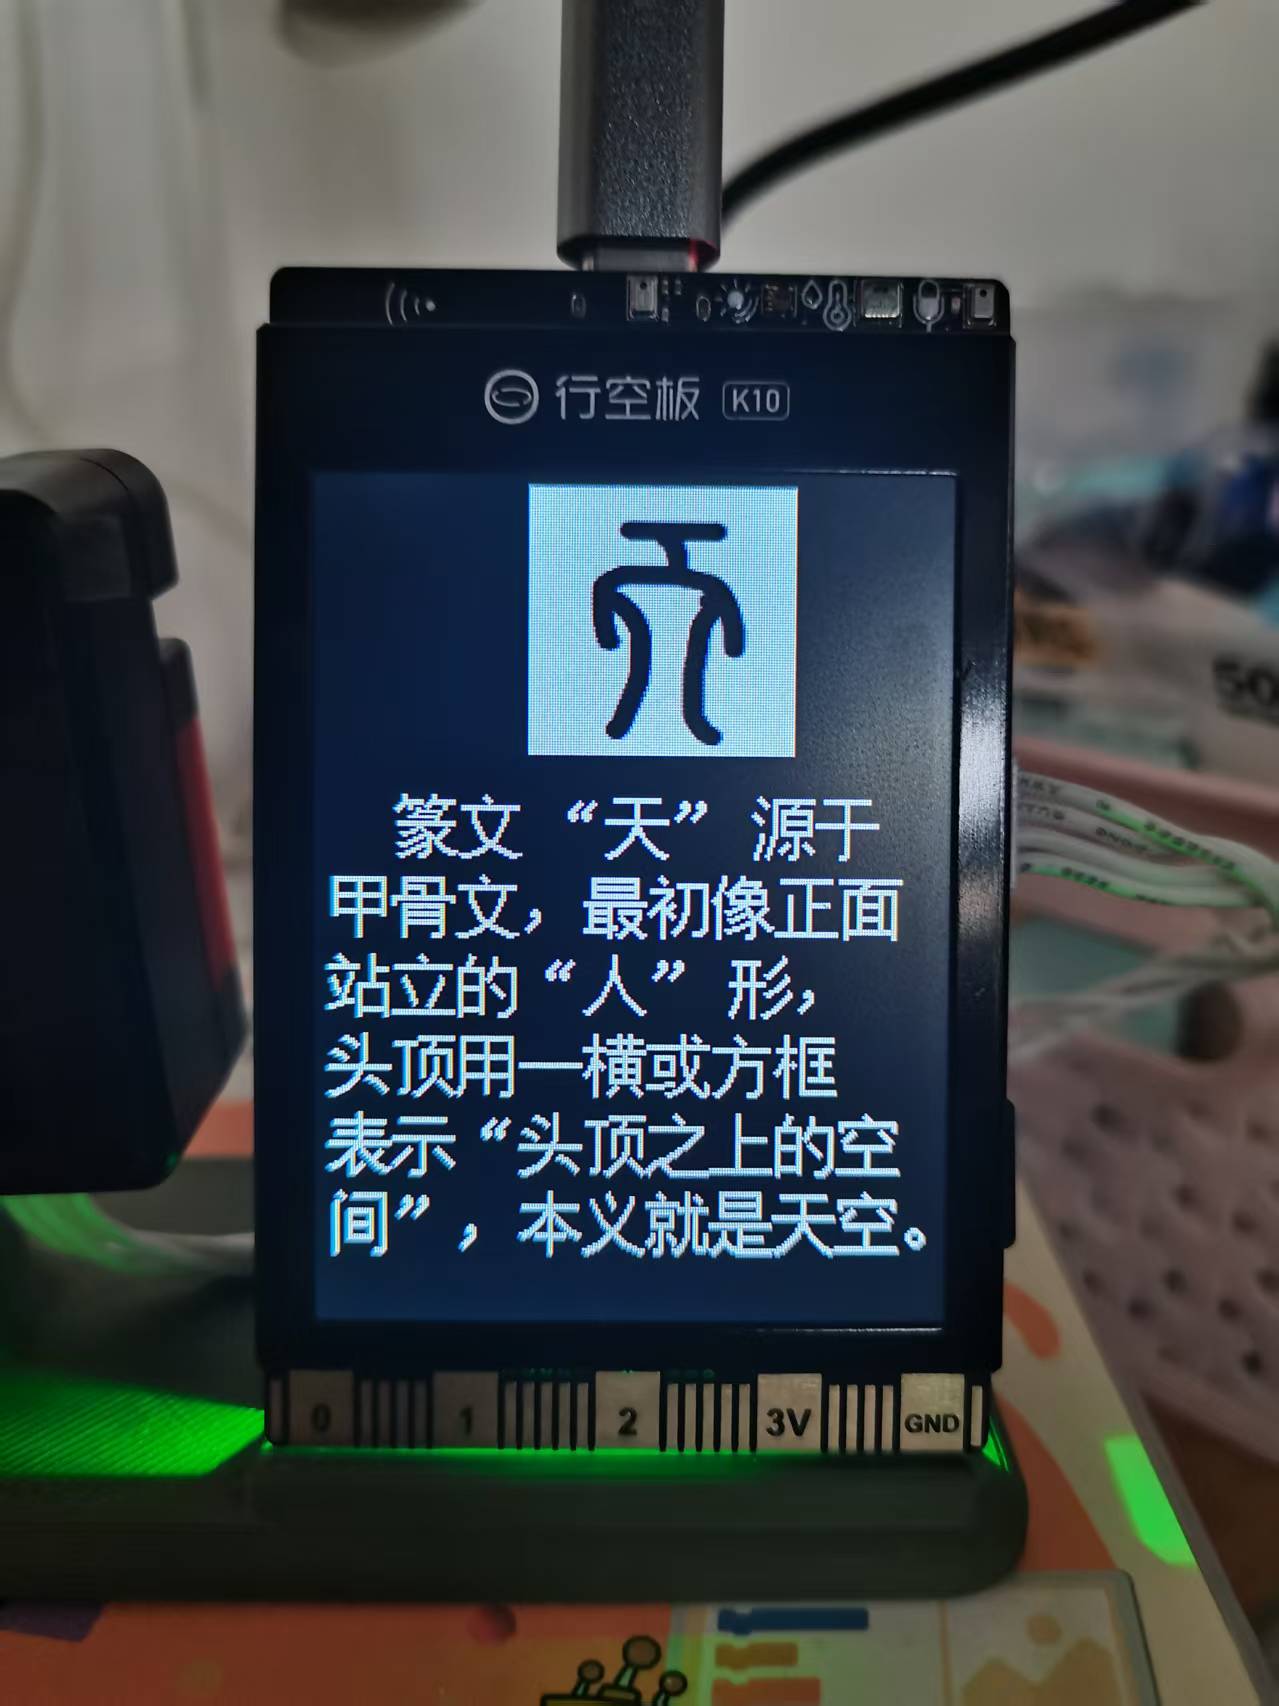 行空板 K10
天
篆文 “天” 源于
甲骨文，最初像正面
站立的 “人” 形，
头顶用一横或方框
表示 “头顶之上的空
间” ，本义就是天空。
0 1 2 3V GND
50